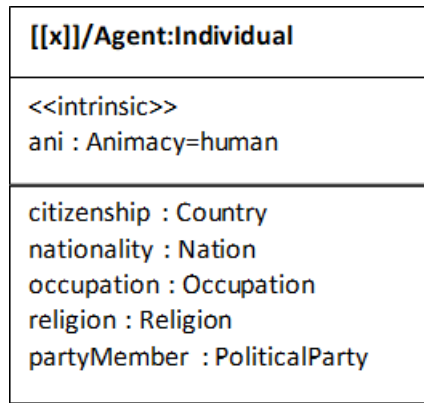 [[x]]/Agent:Individual
<<intrinsic>>
ani : Animacy=human
citizenship : Country
nationality : Nation
occupation : Occupation
religion : Religion
partyMember : PoliticalParty